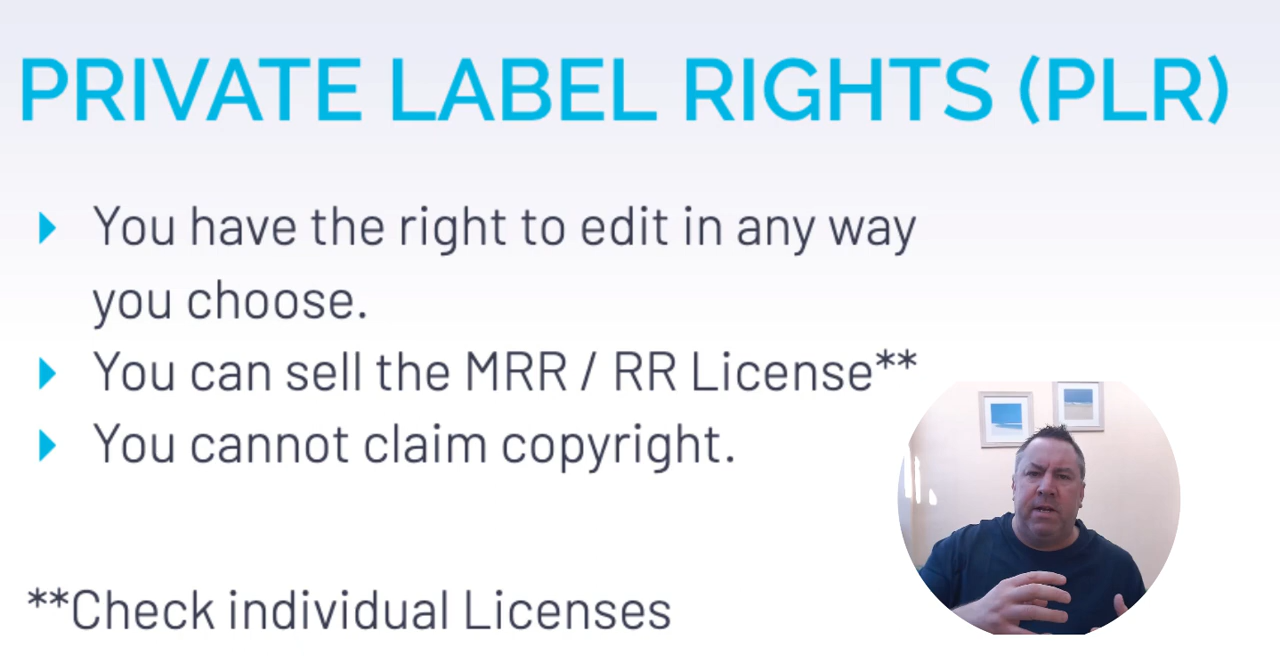 PRIVATE LABEL RIGHTS (PLR)
You have the right to edit in any way
you choose.
You can sell the MRR / RR License**
You cannot claim copyright.
**Check individual Licenses